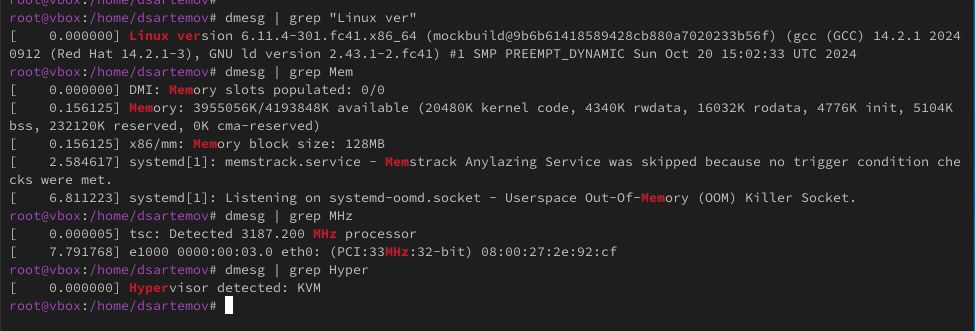 root@vbox:/home/dsartemov#
root@vbox:/home/dsartemov# dmesg | grep "Linux ver"
[    0.000000] Linux version 6.11.4-301.fc41.x86_64 (mockbuild@9b6b61418589428cb880a7020233b56f) (gcc (GCC) 14.2.1 2024
0912 (Red Hat 14.2.1-3), GNU ld version 2.43.1-2.fc41) #1 SMP PREEMPT_DYNAMIC Sun Oct 20 15:02:33 UTC 2024
root@vbox:/home/dsartemov# dmesg | grep Mem
[    0.000000] DMI: Memory slots populated: 0/0
[    0.156125] Memory: 3955056K/4193848K available (20480K kernel code, 4340K rwdata, 16032K rodata, 4776K init, 5104K
bss, 232120K reserved, 0K cma-reserved)
[    0.156125] x86/mm: Memory block size: 128MB
[    2.584617] systemd[1]: memstrack.service - Memstrack Anylazing Service was skipped because no trigger condition che
cks were met.
[    6.811223] systemd[1]: Listening on systemd-oomd.socket - Userspace Out-Of-Memory (OOM) Killer Socket.
root@vbox:/home/dsartemov# dmesg | grep MHz
[    0.000005] tsc: Detected 3187.200 MHz processor
[    7.791768] e1000 0000:00:03.0 eth0: (PCI:33MHz:32-bit) 08:00:27:2e:92:cf
root@vbox:/home/dsartemov# dmesg | grep Hyper
[    0.000000] Hypervisor detected: KVM
root@vbox:/home/dsartemov#